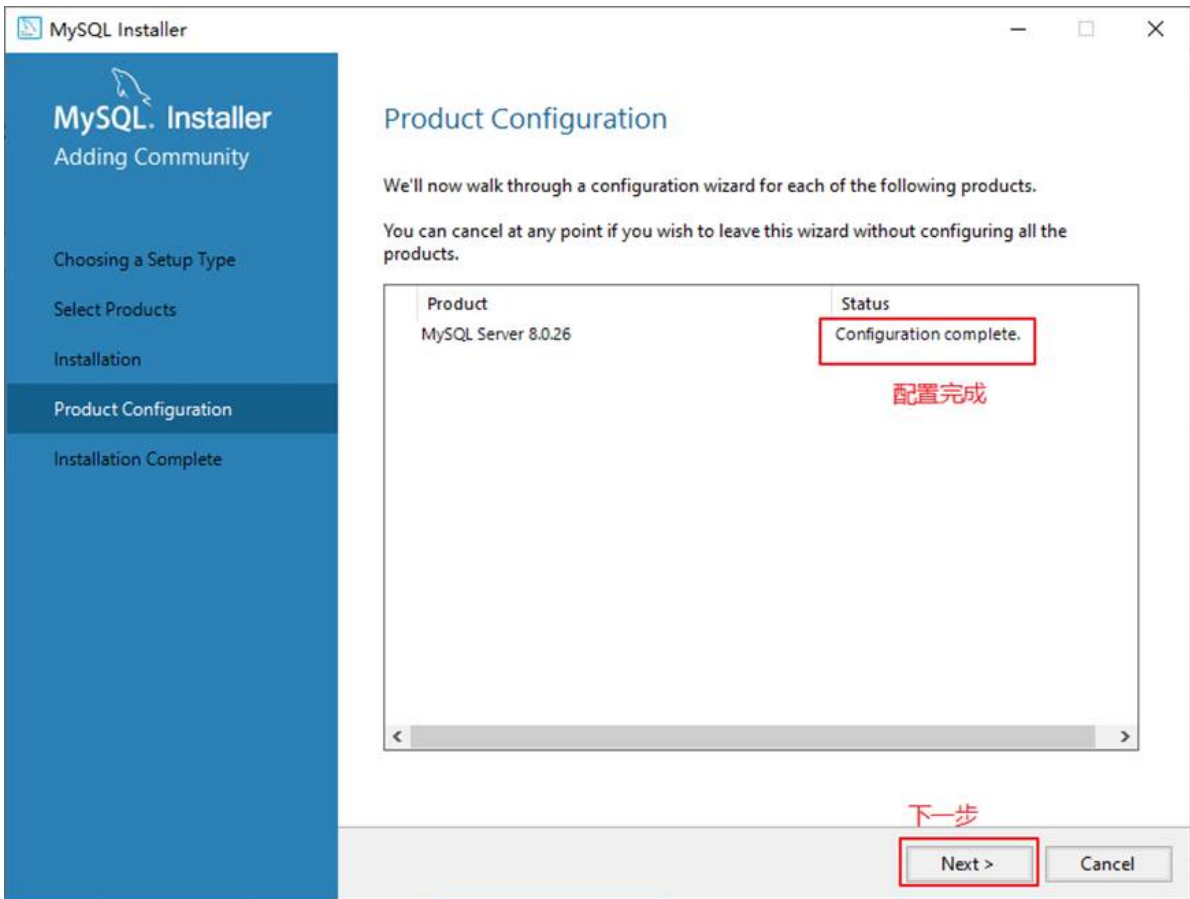 MySQL Installer
MySQL. Installer
Adding Community
Choosing a Setup Type
Select Products
Installation
Product Configuration
Installation Complete
Product Configuration
We'll now walk through a configuration wizard for each of the following products.
You can cancel at any point if you wish to leave this wizard without configuring all the
products.
Product Status
MySQL Server 8.0.26 Configuration complete.
配置完成
下一步
Next > Cancel